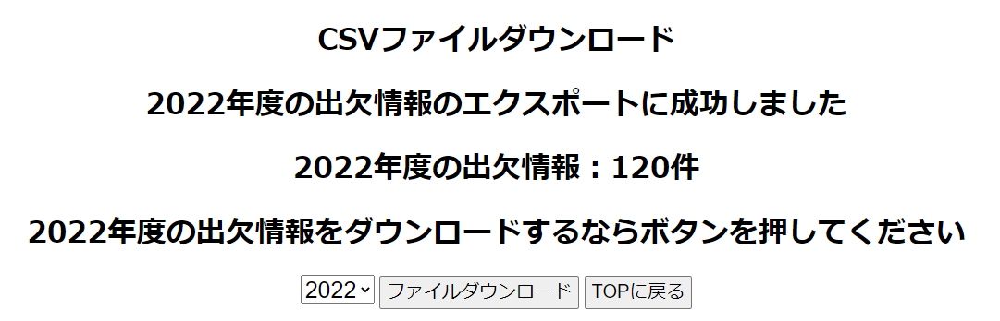 CSVファイルダウンロード
2022年度の出欠情報のエクスポートに成功しました
2022年度の出欠情報：120件
2022年度の出欠情報をダウンロードするならボタンを押してください
2022 ファイルダウンロード TOPに戻る